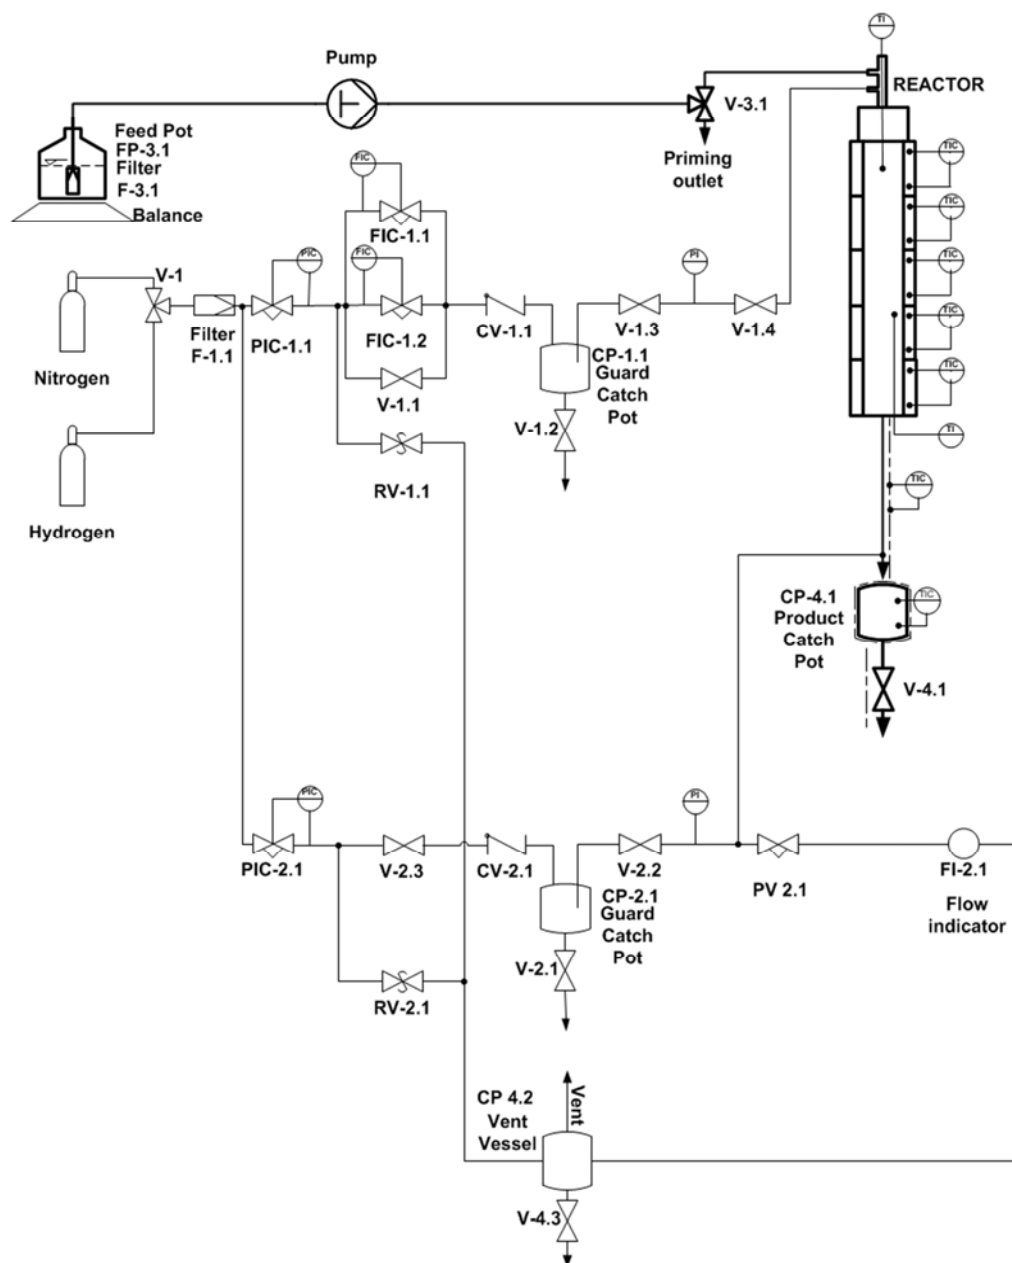 TI
Pump
REACTOR
V-3.1
Feed Pot
FP-3.1
Filter
F-3.1
Balance
Priming
outlet
TIC
TIC
TIC
TIC
TIC
FIC
FIC-1.1
V-1
PIC
FIC
PI
Filter
F-1.1
PIC-1.1
FIC-1.2
CV-1.1
V-1.3
V-1.4
Nitrogen
V-1.1
CP-1.1
Guard
Catch
Pot
V-1.2
TI
RV-1.1
TIC
Hydrogen
CP-4.1
Product
Catch
Pot
TIC
V-4.1
PIC
PI
PIC-2.1
V-2.3
CV-2.1
V-2.2
PV 2.1
FI-2.1
Flow
indicator
CP-2.1
Guard
Catch
Pot
V-2.1
RV-2.1
CP 4.2
Vent
Vessel
Vent
V-4.3